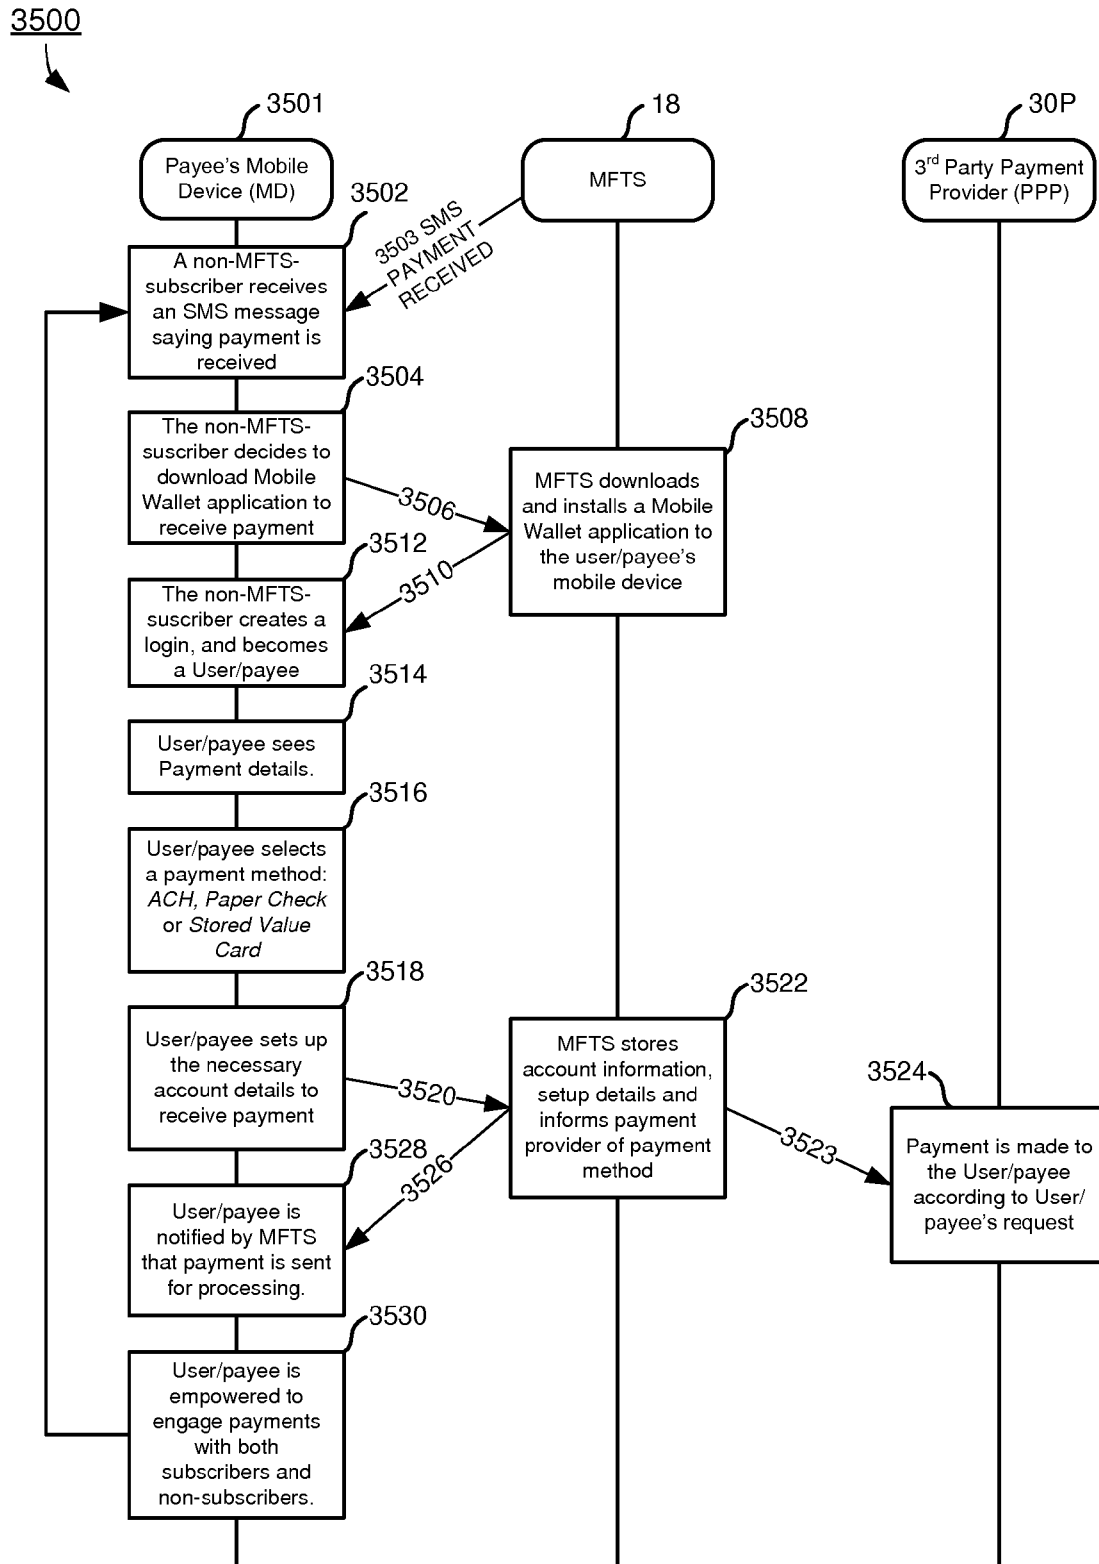 3500
3501
18
30P
Payee's Mobile
Device (MD)
MFTS
3rd Party Payment
Provider (PPP)
3502
3503 SMS
PAYMENT
RECEIVED
A non-MFTS-
subscriber receives
an SMS message
saying payment is
received
3504
The non-MFTS-
suscriber decides to
download Mobile
Wallet application to
receive payment
3506
3508
MFTS downloads
and installs a Mobile
Wallet application to
the user/payee's
mobile device
3510
3512
The non-MFTS-
suscriber creates a
login, and becomes
a User/payee
3514
User/payee sees
Payment details.
3516
User/payee selects
a payment method:
ACH, Paper Check
or Stored Value
Card
3518
User/payee sets up
the necessary
account details to
receive payment
3520
3522
MFTS stores
account information,
setup details and
informs payment
provider of payment
method
3523
3524
Payment is made to
the User/payee
according to User/
payee's request
3526
3528
User/payee is
notified by MFTS
that payment is sent
for processing.
3530
User/payee is
empowered to
engage payments
with both
subscribers and
non-subscribers.